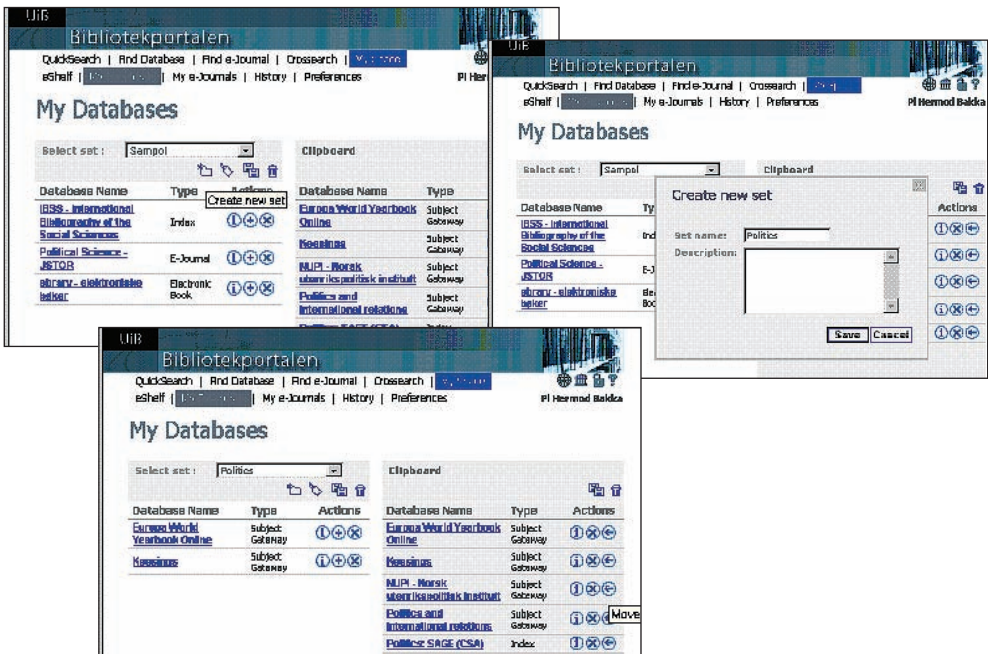 UiB
Bibliotekportalen
QuickSearch | Find Database | Find e-Journal | Crossearch |
eShelf | | My e-Journals | History | Preferences
My Databases
Select set: Sampol
Clipboard
Create new set
Database Name Type Actions
Database Name Type
IBSS - International Bibliography of the Social Sciences
Index
Political Science - JSTOR
E-Journal
ebrary - elektroniske bøker
Electronic Book
Europa World Yearbook Online
Subject Gateway
Keesings
Subject Gateway
NUPI - Norsk utenrikspolitisk institutt
Subject Gateway
Politics and International relations
Subject Gateway
UiB
Bibliotekportalen
QuickSearch | Find Database | Find e-Journal | Crossearch |
eShelf | | My e-Journals | History | Preferences
Pl Hermod Bakka
My Databases
Select set: Sampol
Clipboard
Database Name Ty
Actions
IBSS - International Bibliography of the Social Sciences
Ind
Political Science - JSTOR
E-J
ebrary - elektroniske bøker
Ele
Boo
Create new set
Set name: Politics
Description:
Save Cancel
UiB
Bibliotekportalen
QuickSearch | Find Database | Find e-Journal | Crossearch |
eShelf | | My e-Journals | History | Preferences
Pl Hermod Bakka
My Databases
Select set: Politics
Clipboard
Database Name Type Actions
Database Name Type Actions
Europa World Yearbook Online
Subject Gateway
Keesings
Subject Gateway
Europa World Yearbook Online
Subject Gateway
Keesings
Subject Gateway
NUPI - Norsk utenrikspolitisk institutt
Subject Gateway
Politics and International relations
Subject Gateway
Move
Politics: SAGE (CSA)
Index